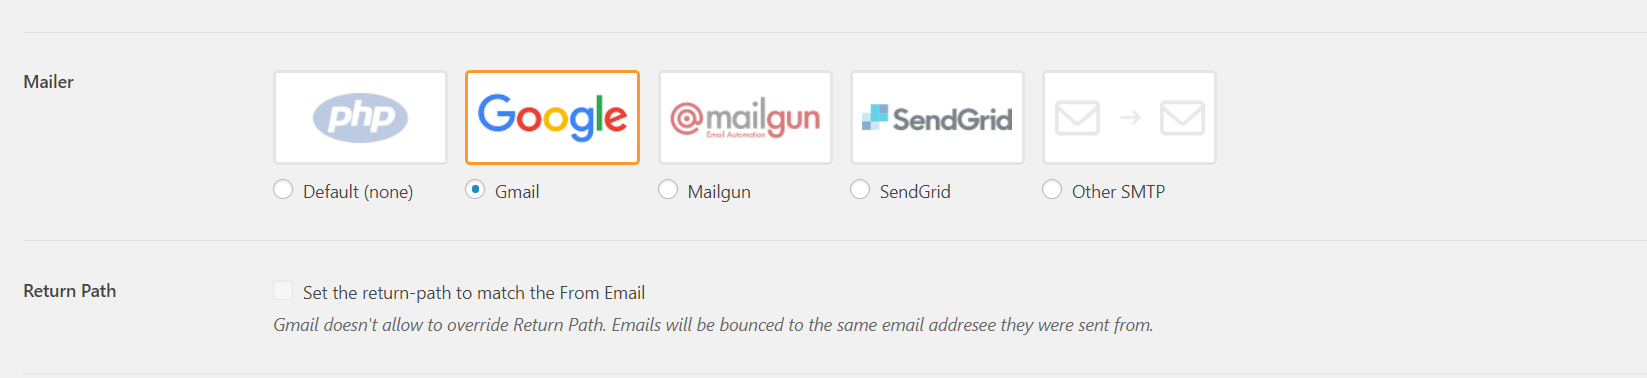 Mailer
php
Google
@mailgun
Email Automation
SendGrid
Default (none)
Gmail
Mailgun
SendGrid
Other SMTP
Return Path
Set the return-path to match the From Email
Gmail doesn't allow to override Return Path. Emails will be bounced to the same email addresee they were sent from.